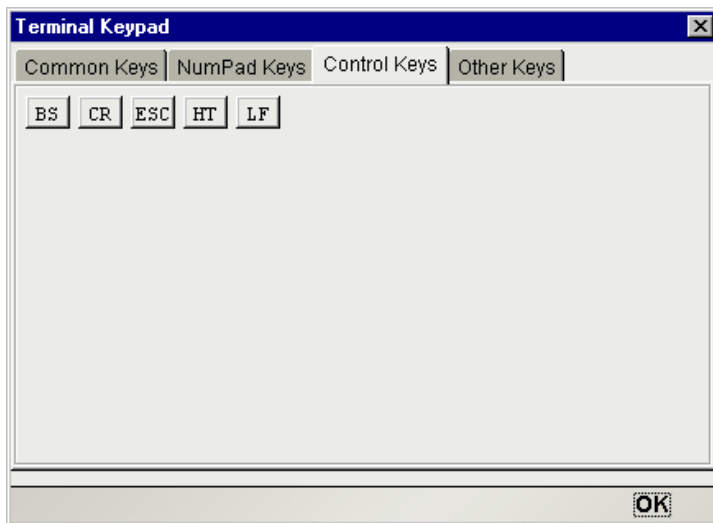 Terminal Keypad
Common Keys NumPad Keys Control Keys Other Keys
BS CR ESC HT LF
OK